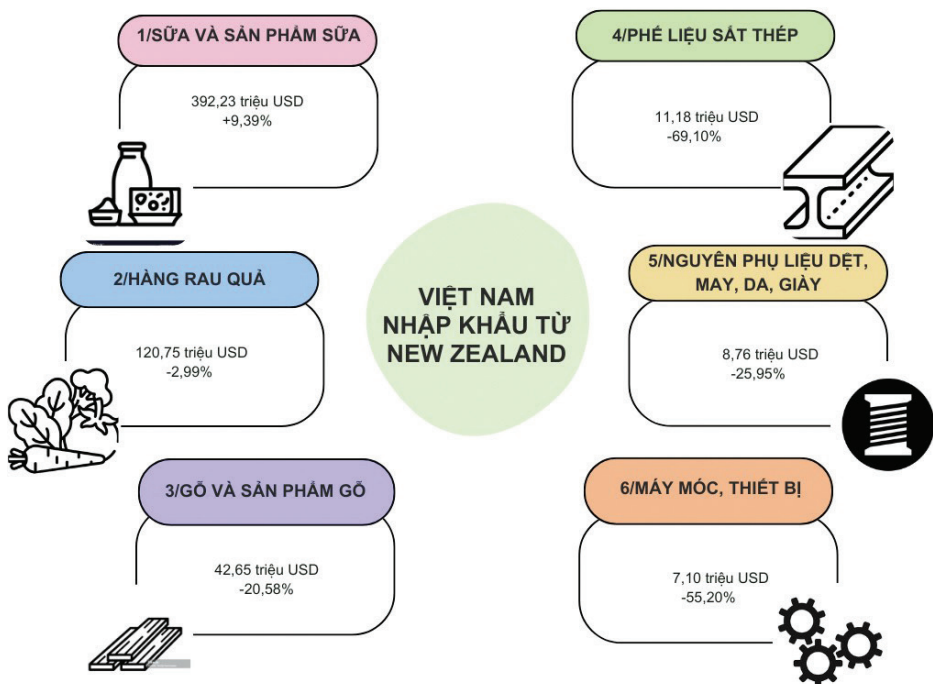 1/SỮA VÀ SẢN PHẨM SỮA
392,23 triệu USD
+9,39%
2/HÀNG RAU QUẢ
120,75 triệu USD
-2,99%
3/GỖ VÀ SẢN PHẨM GỖ
42,65 triệu USD
-20,58%
VIỆT NAM
NHẬP KHẨU TỪ
NEW ZEALAND
4/PHẾ LIỆU SẮT THÉP
11,18 triệu USD
-69,10%
5/NGUYÊN PHỤ LIỆU DỆT,
MAY, DA, GIÀY
8,76 triệu USD
-25,95%
6/MÁY MÓC, THIẾT BỊ
7,10 triệu USD
-55,20%